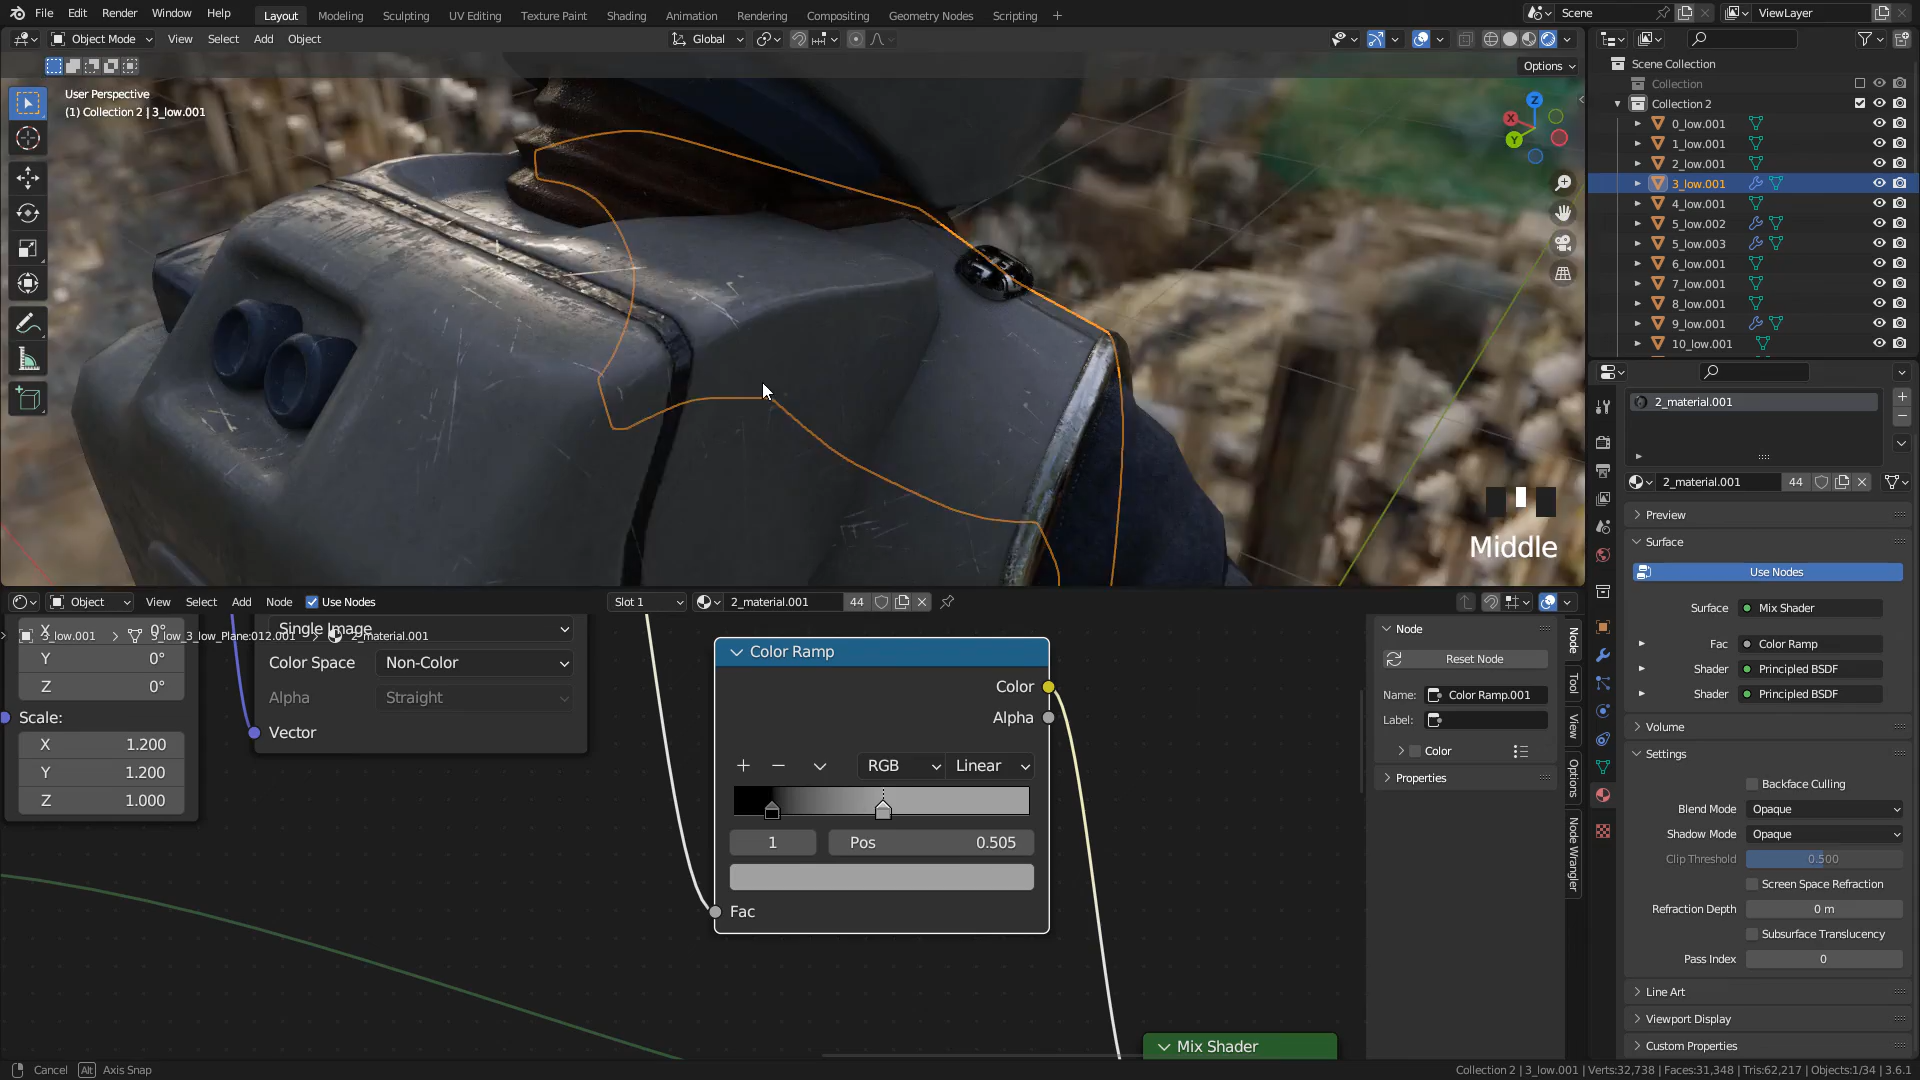 File Edit Render Window Help Layout Modeling Sculpting UV Editing Texture Paint Shading Animation Rendering Compositing Geometry Nodes Scripting + Scene ViewLayer
Object Mode View Select Add Object Global
Options
User Perspective
(1) Collection 2 | 3_low.001
Z
X
Y
Middle
Scene Collection
Collection
Collection 2
0_low.001
1_low.001
2_low.001
3_low.001
4_low.001
5_low.002
5_low.003
6_low.001
7_low.001
8_low.001
9_low.001
10_low.001
2_material.001
2_material.001 44
Preview
Surface
Use Nodes
Surface Mix Shader
Fac Color Ramp
Shader Principled BSDF
Shader Principled BSDF
Volume
Settings
Backface Culling
Blend Mode Opaque
Shadow Mode Opaque
Clip Threshold 0.500
Screen Space Refraction
Refraction Depth 0 m
Subsurface Translucency
Pass Index 0
Line Art
Viewport Display
Custom Properties
Object View Select Add Node Use Nodes Slot 1 2_material.001 44
X 0°
3_low.001 > 3_low_3_low_Plane:012.001 > 2_material.001
Single Image
Y 0°
Color Space Non-Color
Z 0°
Alpha Straight
Scale:
Vector
X 1.200
Y 1.200
Z 1.000
Color Ramp
Color
Alpha
+ − RGB Linear
1 Pos 0.505
Fac
Mix Shader
Node
Reset Node
Name: Color Ramp.001
Label:
Color
Properties
Node
Tool
View
Options
Node Wrangler
Cancel Alt Axis Snap
Collection 2 | 3_low.001 | Verts:32,738 | Faces:31,348 | Tris:62,217 | Objects:1/34 | 3.6.1